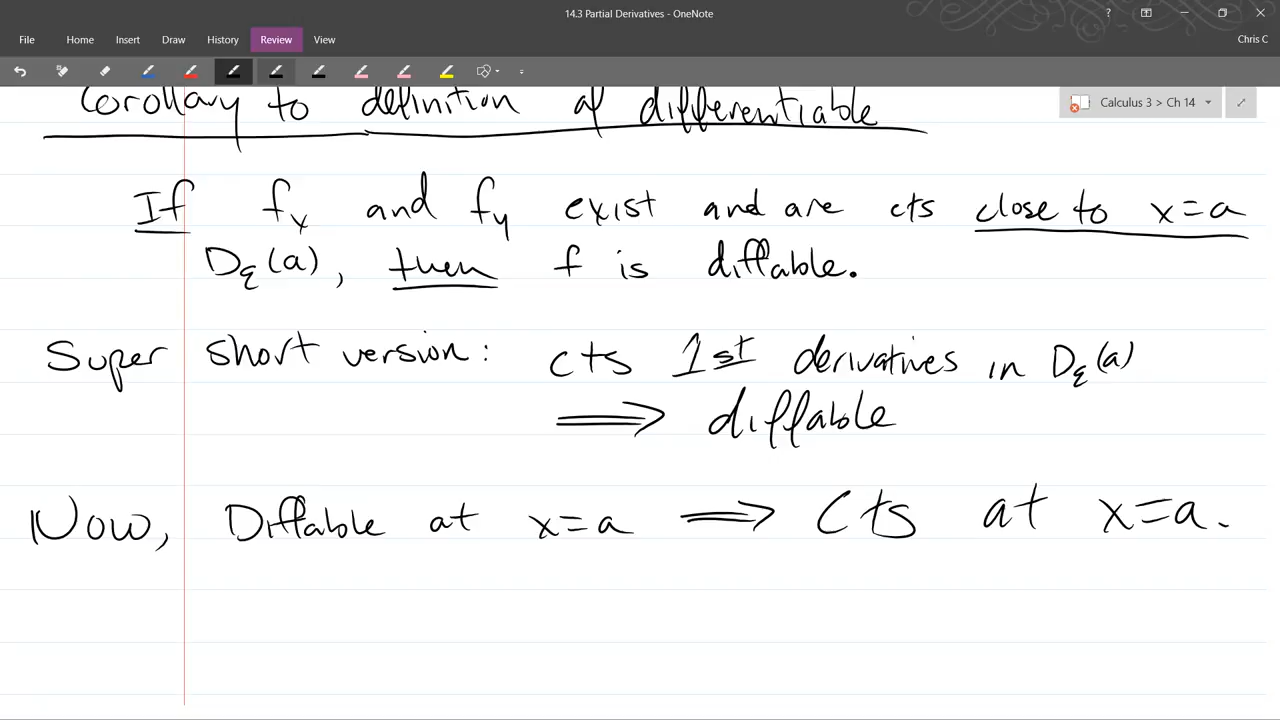 14.3 Partial Derivatives - OneNote
?
File Home Insert Draw History Review View
Chris C
Calculus 3 > Ch 14
Corollary to definition of differentiable
If fx and fy exist and are cts close to x=a
Dε(a), then f is diffable.
Super short version: cts 1st derivatives in Dε(a)
⟹ diffable
Now, Diffable at x=a ⟹ Cts at x=a.